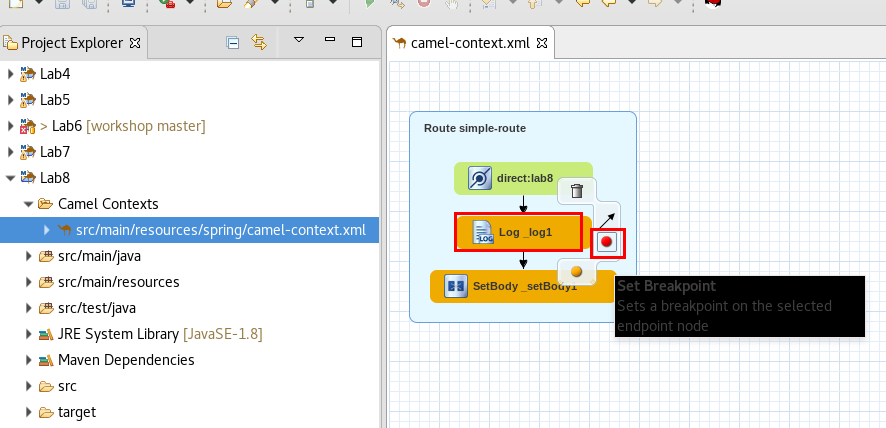 Project Explorer
camel-context.xml
Lab4
Lab5
> Lab6 [workshop master]
Lab7
Lab8
Camel Contexts
src/main/resources/spring/camel-context.xml
src/main/java
src/main/resources
src/test/java
JRE System Library [JavaSE-1.8]
Maven Dependencies
src
target
Route simple-route
direct:lab8
LOG
Log _log1
SetBody _setBody1
Set Breakpoint
Sets a breakpoint on the selected
endpoint node